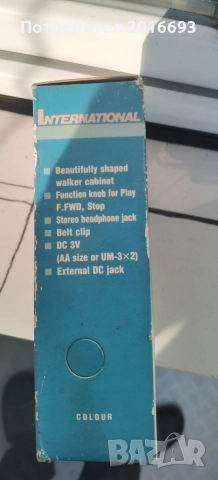 Потребител 2016693
INTERNATIONAL
Beautifully shaped
walker cabinet
Function knob for Play
F.FWD, Stop
Stereo headphone jack
Belt clip
DC 3V
(AA size or UM-3×2)
External DC jack
COLOUR
BAZAR